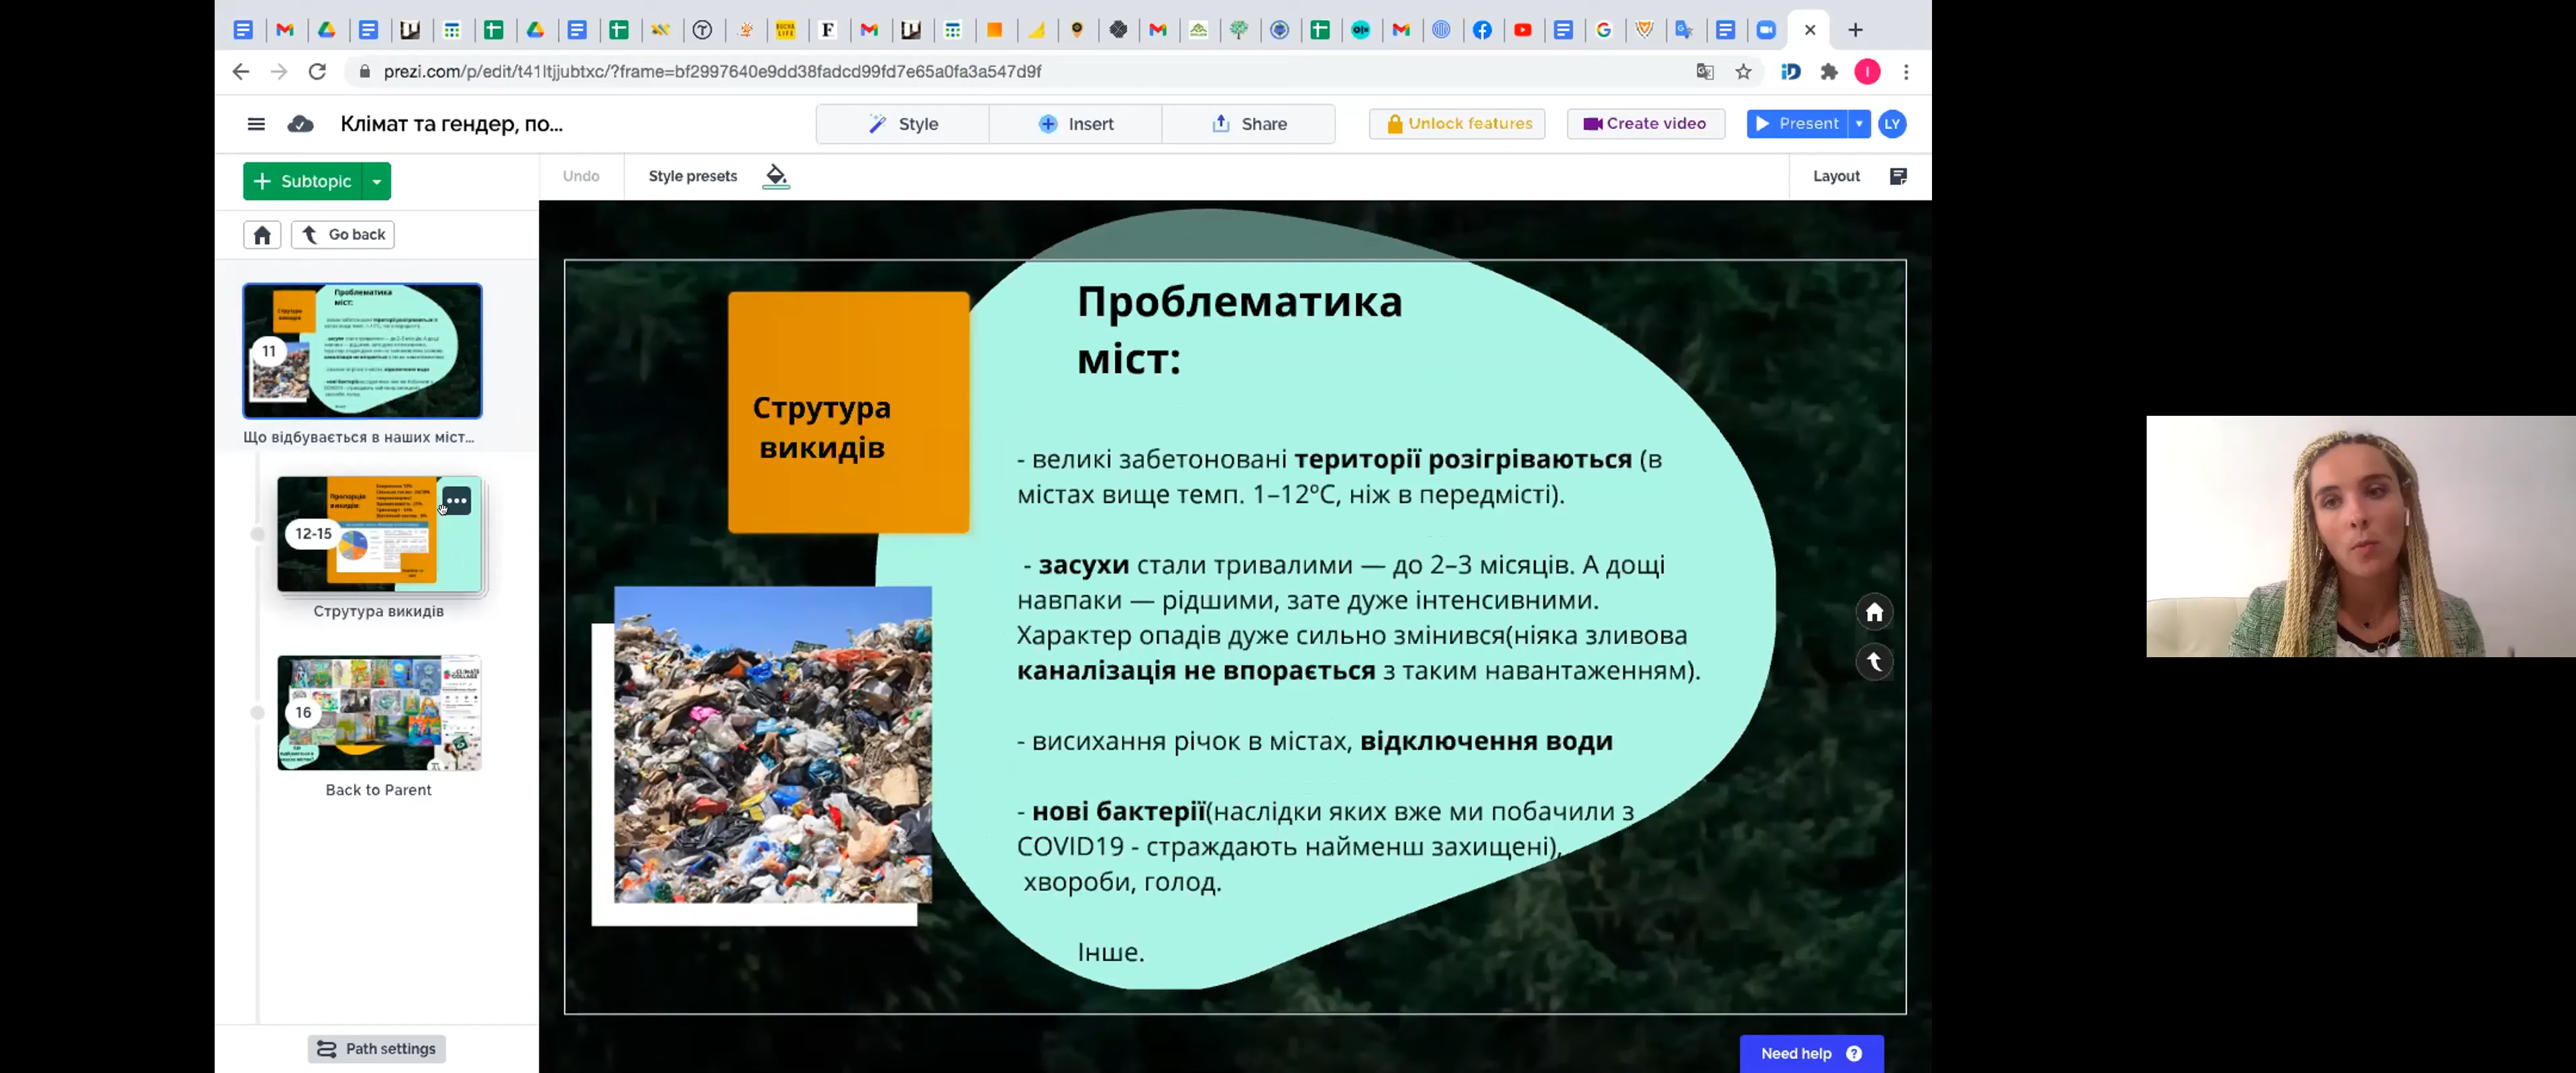 prezi.com/p/edit/t41ltjjubtxc/?frame=bf2997640e9dd38fadcd99fd7e65a0fa3a547d9f
Клімат та гендер, по...
Style
Insert
Share
Unlock features
Create video
Present
LY
Subtopic
Undo
Style presets
Layout
Go back
Проблематика
міст:
11
Що відбувається в наших міст...
12-15
Струтура викидів
16
Back to Parent
Path settings
Струтура
викидів
Проблематика
міст:
- великі забетоновані території розігріваються (в
містах вище темп. 1–12ºC, ніж в передмісті).
- засухи стали тривалими — до 2–3 місяців. А дощі
навпаки — рідшими, зате дуже інтенсивними.
Характер опадів дуже сильно змінився(ніяка зливова
каналізація не впорається з таким навантаженням).
- висихання річок в містах, відключення води
- нові бактерії(наслідки яких вже ми побачили з
COVID19 - страждають найменш захищені),
хвороби, голод.
Інше.
Need help ?